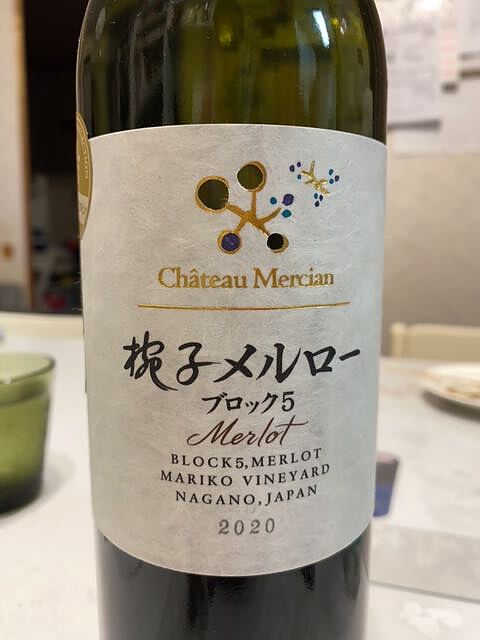 Château Mercian
椀子メルロー
ブロック5
Merlot
BLOCK5,MERLOT
MARIKO VINEYARD
NAGANO,JAPAN
2020